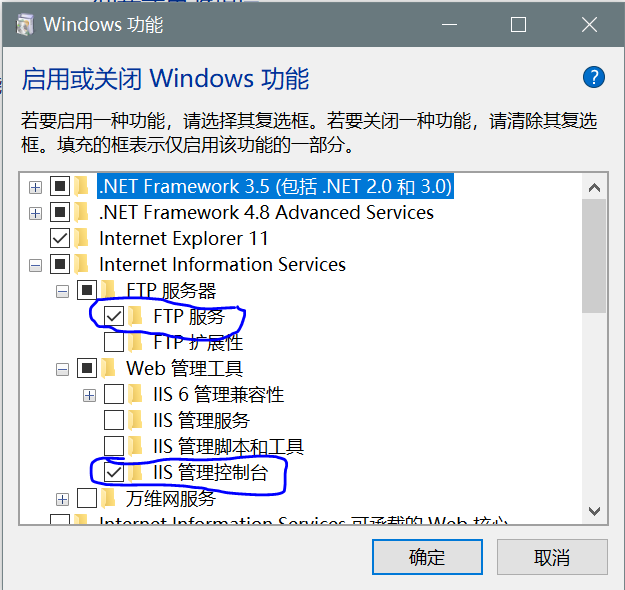 Windows 功能
启用或关闭 Windows 功能
若要启用一种功能，请选择其复选框。若要关闭一种功能，请清除其复选
框。填充的框表示仅启用该功能的一部分。
.NET Framework 3.5 (包括 .NET 2.0 和 3.0)
.NET Framework 4.8 Advanced Services
Internet Explorer 11
Internet Information Services
FTP 服务器
FTP 服务
FTP 扩展性
Web 管理工具
IIS 6 管理兼容性
IIS 管理服务
IIS 管理脚本和工具
IIS 管理控制台
万维网服务
Internet Information Services 可承载的 Web 核心
确定
取消